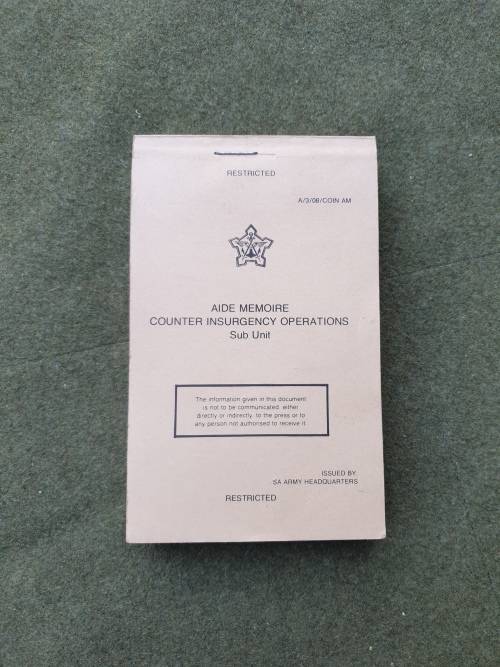 RESTRICTED
A/3/08/COIN AM
AIDE MEMOIRE
COUNTER INSURGENCY OPERATIONS
Sub Unit
The information given in this document
is not to be communicated, either
directly or indirectly, to the press or to
any person not authorised to receive it.
ISSUED BY:
SA ARMY HEADQUARTERS
RESTRICTED